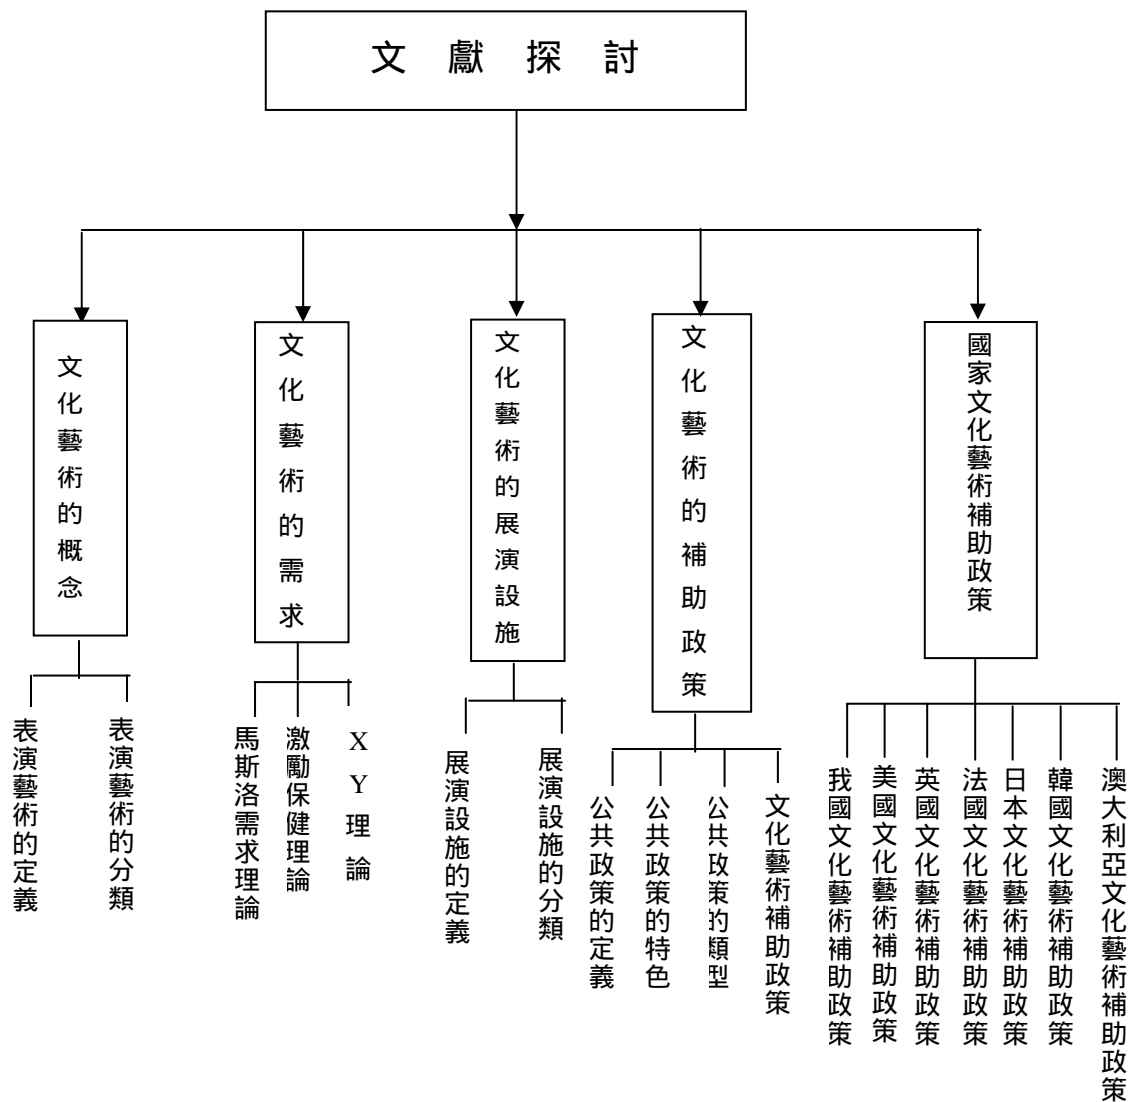 文獻探討
文化藝術的概念
文化藝術的需求
文化藝術的展演設施
文化藝術的補助政策
國家文化藝術補助政策
表演藝術的定義
表演藝術的分類
馬斯洛需求理論
激勵保健理論
XY理論
展演設施的定義
展演設施的分類
公共政策的定義
公共政策的特色
公共政策的類型
文化藝術補助政策
我國文化藝術補助政策
美國文化藝術補助政策
英國文化藝術補助政策
法國文化藝術補助政策
日本文化藝術補助政策
韓國文化藝術補助政策
澳大利亞文化藝術補助政策